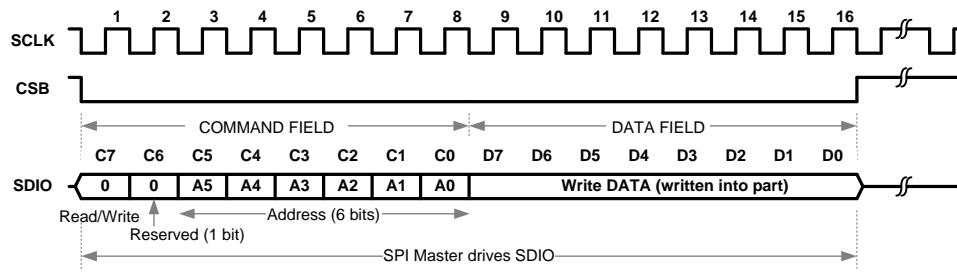 1 2 3 4 5 6 7 8 9 10 11 12 13 14 15 16
SCLK
CSB
COMMAND FIELD DATA FIELD
C7 C6 C5 C4 C3 C2 C1 C0 D7 D6 D5 D4 D3 D2 D1 D0
SDIO 0 0 A5 A4 A3 A2 A1 A0 Write DATA (written into part)
Read/Write Address (6 bits)
Reserved (1 bit)
SPI Master drives SDIO